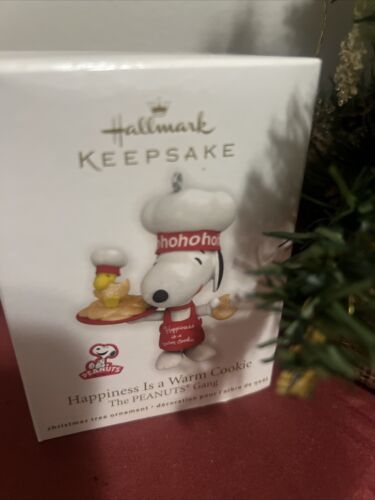 Hallmark
KEEPSAKE
hohoho
Happiness
is a
warm cookie
PEANUTS
Happiness Is a Warm Cookie
The PEANUTS® Gang
christmas tree ornament • décoration pour l'arbre de noël